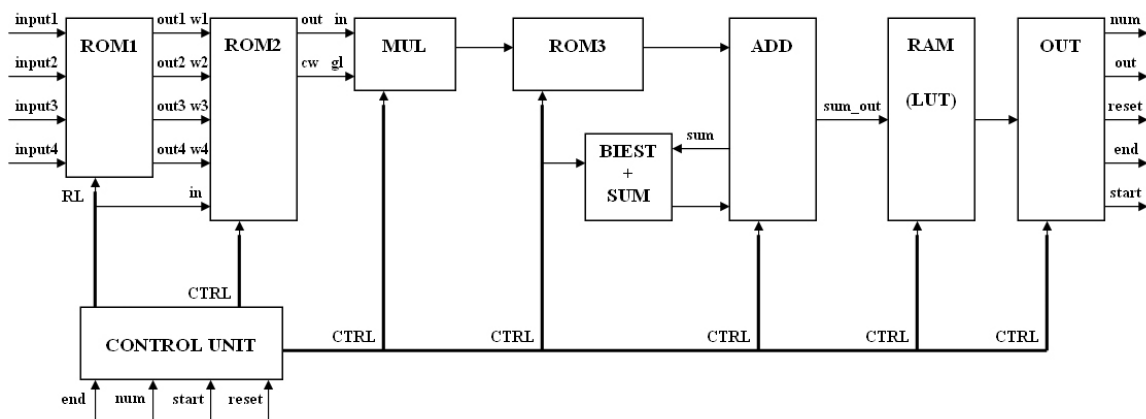 input1
input2
input3
input4
ROM1
out1 w1
out2 w2
out3 w3
out4 w4
in
RL
ROM2
out in
cw gl
MUL
ROM3
BIEST
+
SUM
sum
ADD
sum_out
RAM
(LUT)
OUT
num
out
reset
end
start
CTRL
CONTROL UNIT
CTRL
CTRL
CTRL
CTRL
CTRL
end
num
start
reset